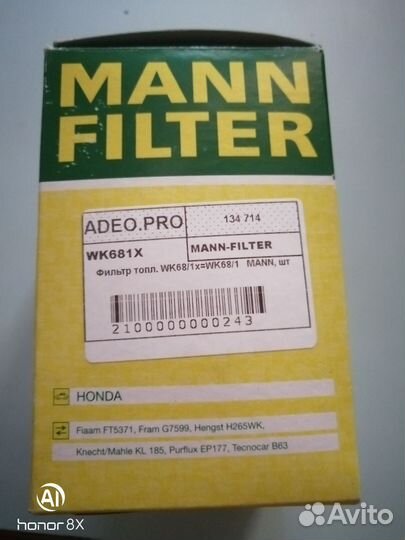 MANN
FILTER
ADEO.PRO
134 714
WK681X
MANN-FILTER
Фильтр топл. WK68/1x=WK68/1 MANN, шт
2100000000243
HONDA
Fiaam FT5371, Fram G7599, Hengst H265WK,
Knecht/Mahle KL 185, Purflux EP177, Tecnocar B63
AI
honor 8X
Avito